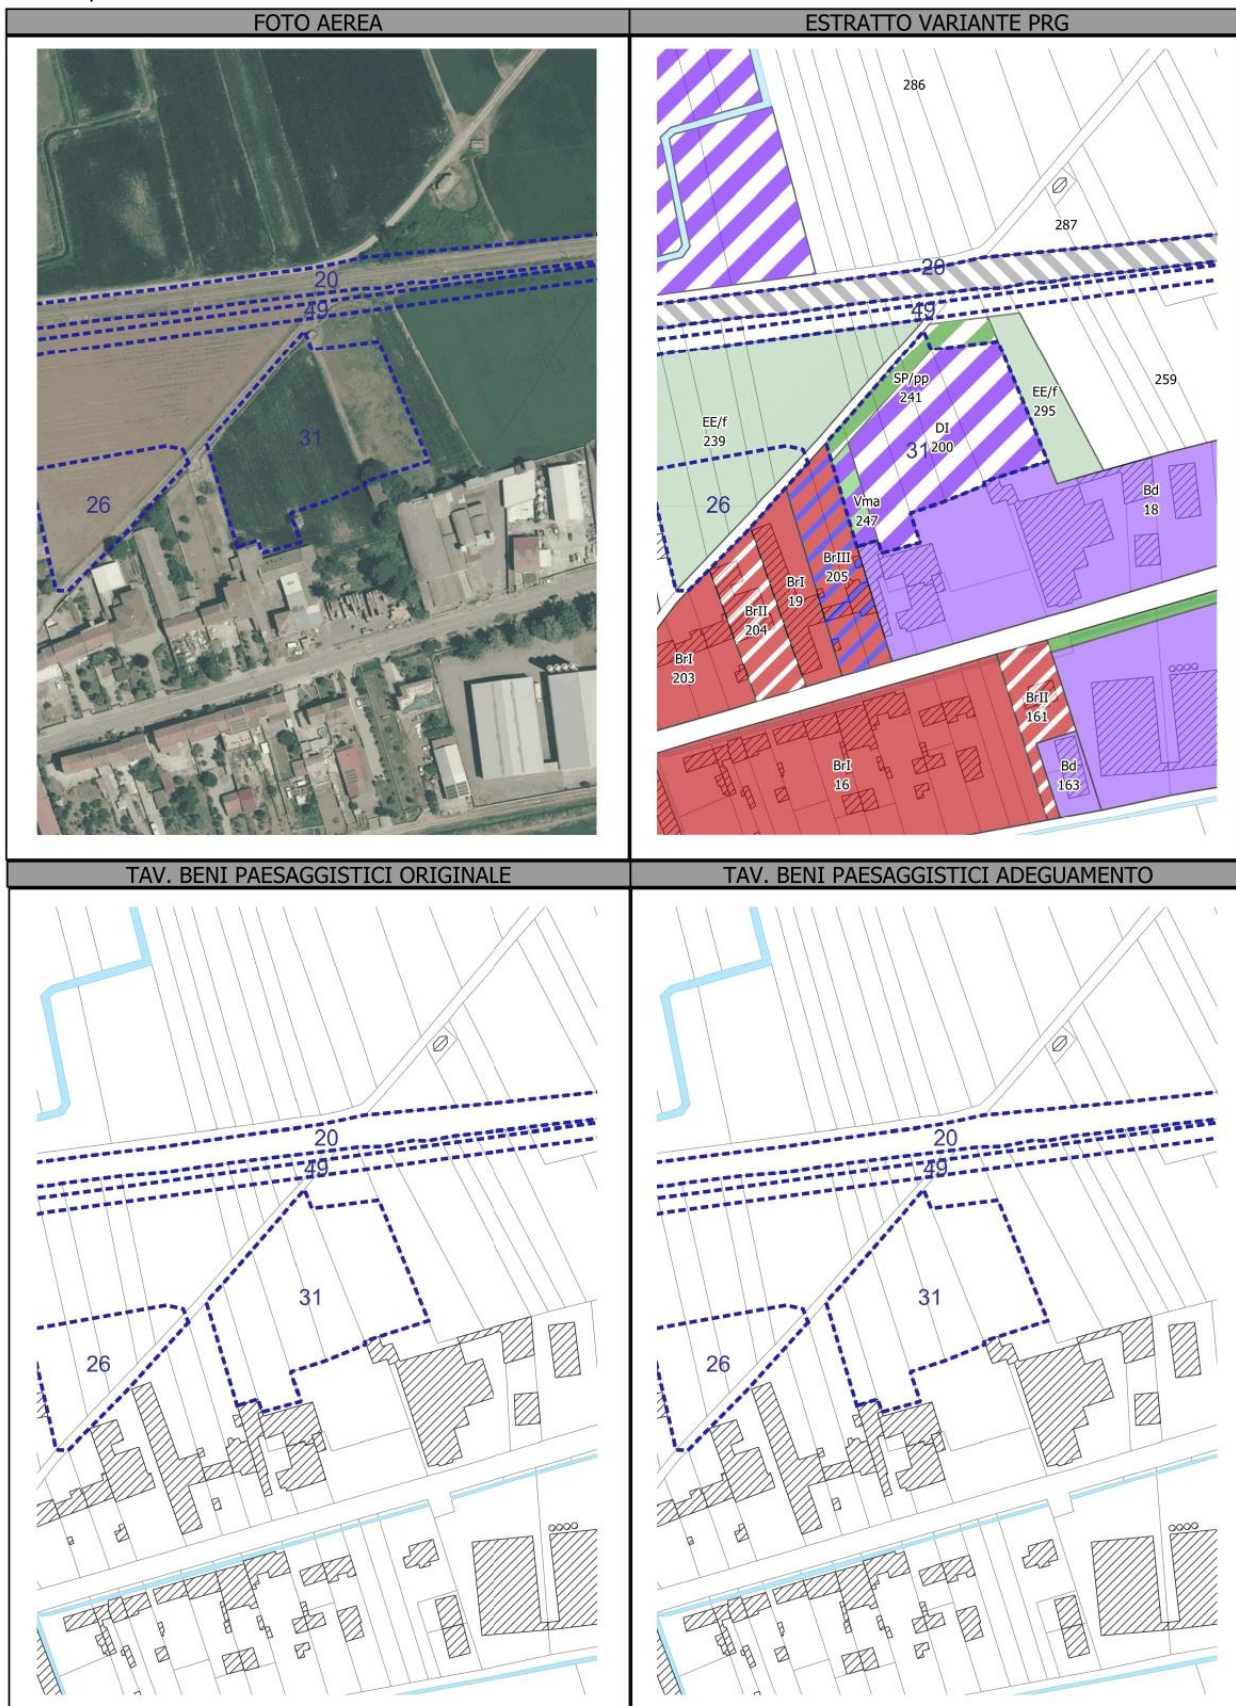 FOTO AEREA
ESTRATTO VARIANTE PRG
20
49
31
26
286
287
20
49
259
SP/pp
241
EE/f
295
EE/f
239
DI
200
31
26
Vma
247
Bd
18
BrIII
205
BrI
19
BrII
204
BrI
203
BrII
161
BrI
16
Bd
163
TAV. BENI PAESAGGISTICI ORIGINALE
TAV. BENI PAESAGGISTICI ADEGUAMENTO
20
49
31
26
20
49
31
26